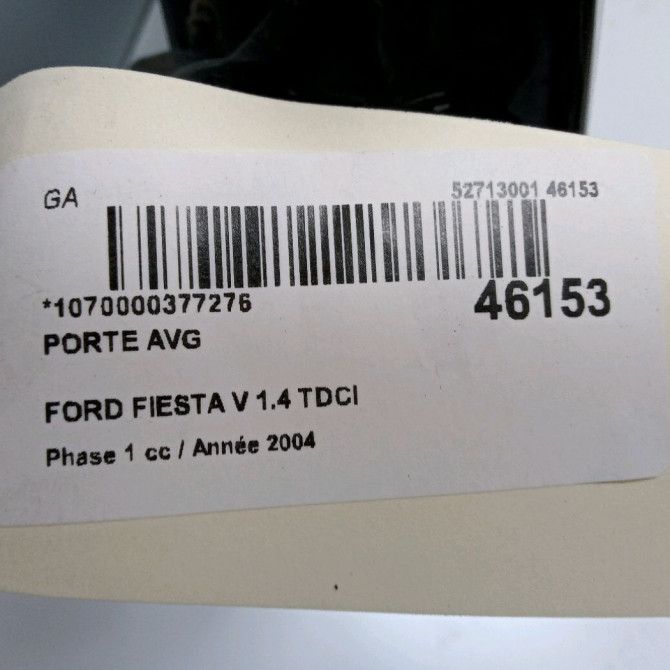 GA
52713001 46153
*1070000377276
46153
PORTE AVG
FORD FIESTA V 1.4 TDCI
Phase 1 cc / Année 2004